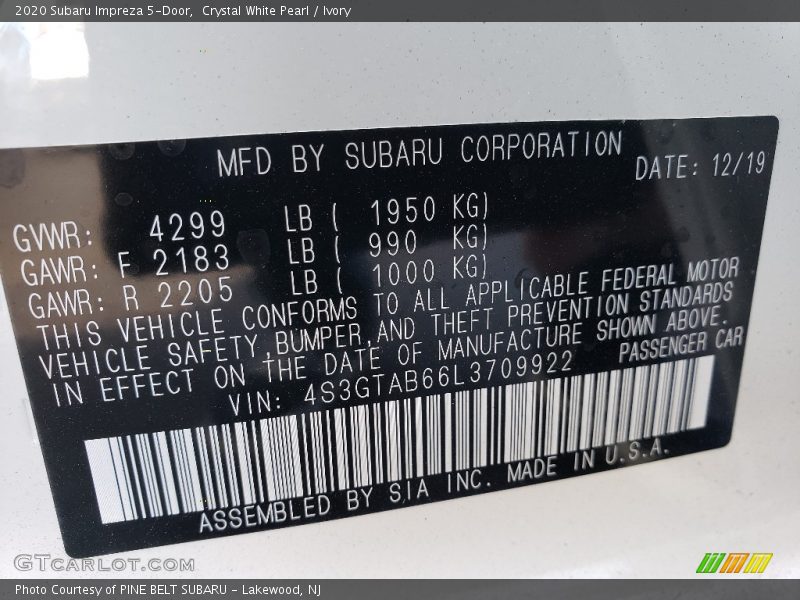 2020 Subaru Impreza 5-Door,  Crystal White Pearl / Ivory
MFD BY SUBARU CORPORATION
DATE: 12/19
GVWR: 4299 LB ( 1950 KG)
GAWR: F 2183 LB ( 990 KG)
GAWR: R 2205 LB ( 1000 KG)
THIS VEHICLE CONFORMS TO ALL APPLICABLE FEDERAL MOTOR
VEHICLE SAFETY,BUMPER,AND THEFT PREVENTION STANDARDS
IN EFFECT ON THE DATE OF MANUFACTURE SHOWN ABOVE.
VIN: 4S3GTAB66L3709922 PASSENGER CAR
ASSEMBLED BY S.I.A INC. MADE IN U.S.A.
GTCarLot.com
Photo Courtesy of PINE BELT SUBARU - Lakewood, NJ